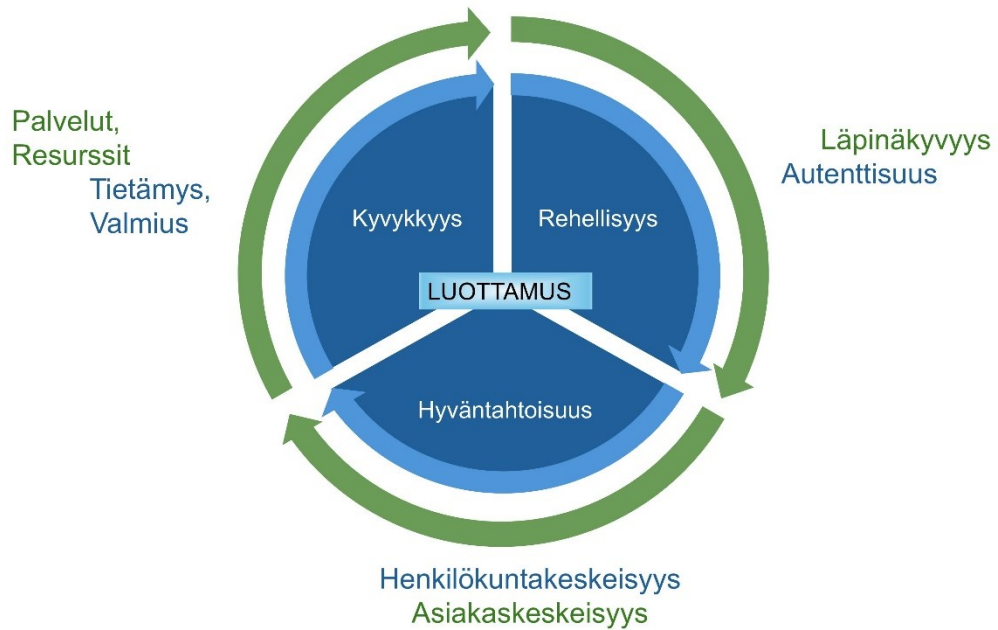 Palvelut,
Resurssit
Tietämys,
Valmius
Läpinäkyvyys
Autenttisuus
Kyvykkyys
Rehellisyys
LUOTTAMUS
Hyväntahtoisuus
Henkilökuntakeskeisyys
Asiakaskeskeisyys